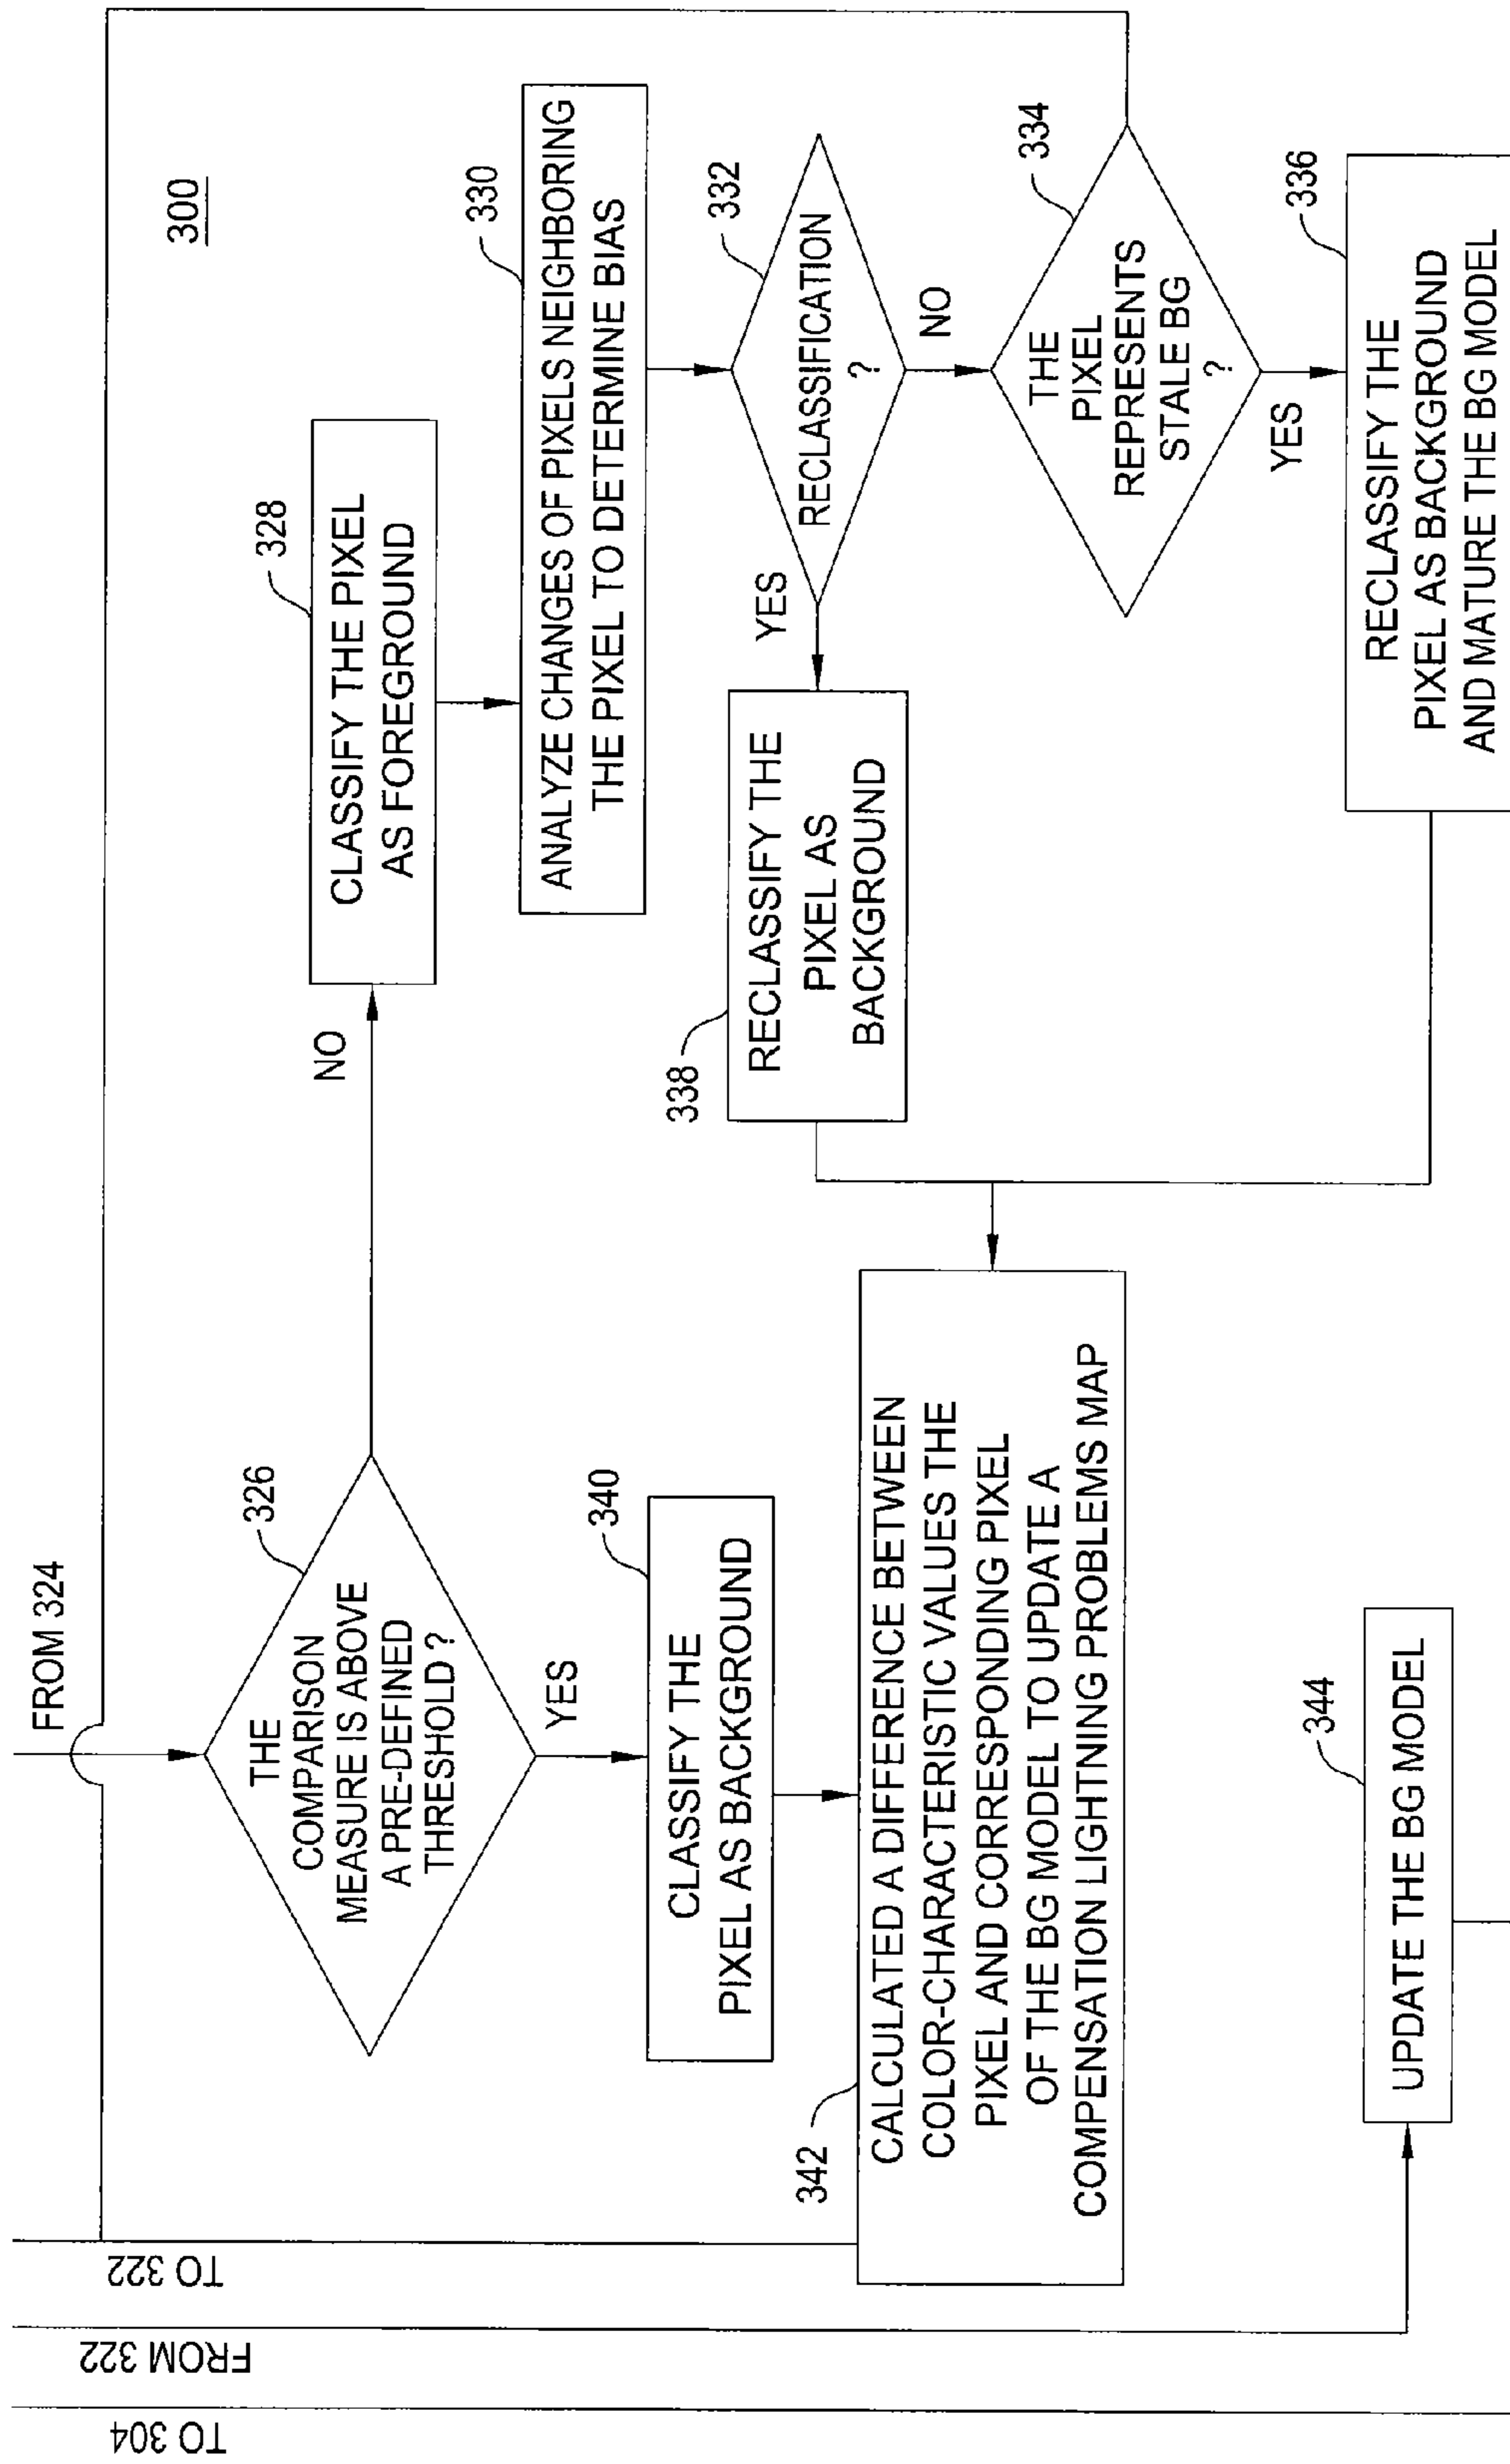 300
FROM 324
326
THE
COMPARISON
MEASURE IS ABOVE
A PRE-DEFINED
THRESHOLD ?
NO
YES
328
CLASSIFY THE PIXEL
AS FOREGROUND
330
ANALYZE CHANGES OF PIXELS NEIGHBORING
THE PIXEL TO DETERMINE BIAS
340
CLASSIFY THE
PIXEL AS BACKGROUND
332
RECLASSIFICATION
?
YES
NO
338
RECLASSIFY THE
PIXEL AS
BACKGROUND
334
THE
PIXEL
REPRESENTS
STALE BG
?
YES
336
RECLASSIFY THE
PIXEL AS BACKGROUND
AND MATURE THE BG MODEL
342
CALCULATED A DIFFERENCE BETWEEN
COLOR-CHARACTERISTIC VALUES THE
PIXEL AND CORRESPONDING PIXEL
OF THE BG MODEL TO UPDATE A
COMPENSATION LIGHTNING PROBLEMS MAP
344
UPDATE THE BG MODEL
TO 322
FROM 322
TO 304